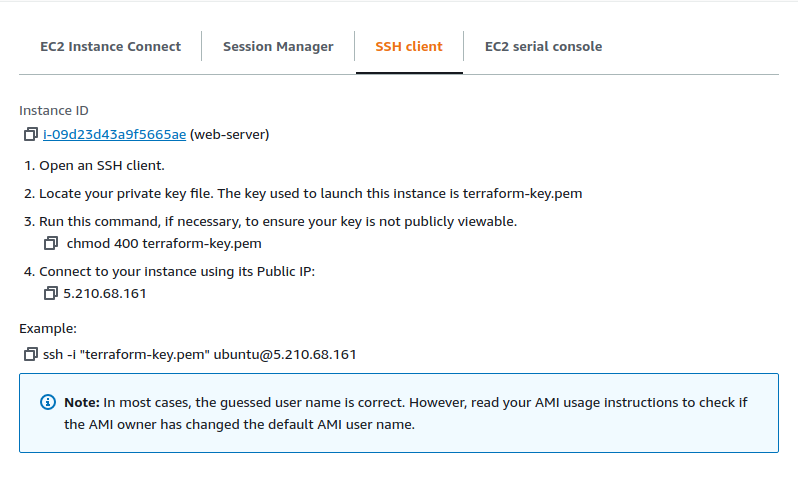 EC2 Instance Connect
Session Manager
SSH client
EC2 serial console
Instance ID
i-09d23d43a9f5665ae (web-server)
1. Open an SSH client.
2. Locate your private key file. The key used to launch this instance is terraform-key.pem
3. Run this command, if necessary, to ensure your key is not publicly viewable.
chmod 400 terraform-key.pem
4. Connect to your instance using its Public IP:
5.210.68.161
Example:
ssh -i "terraform-key.pem" ubuntu@5.210.68.161
Note: In most cases, the guessed user name is correct. However, read your AMI usage instructions to check if
the AMI owner has changed the default AMI user name.